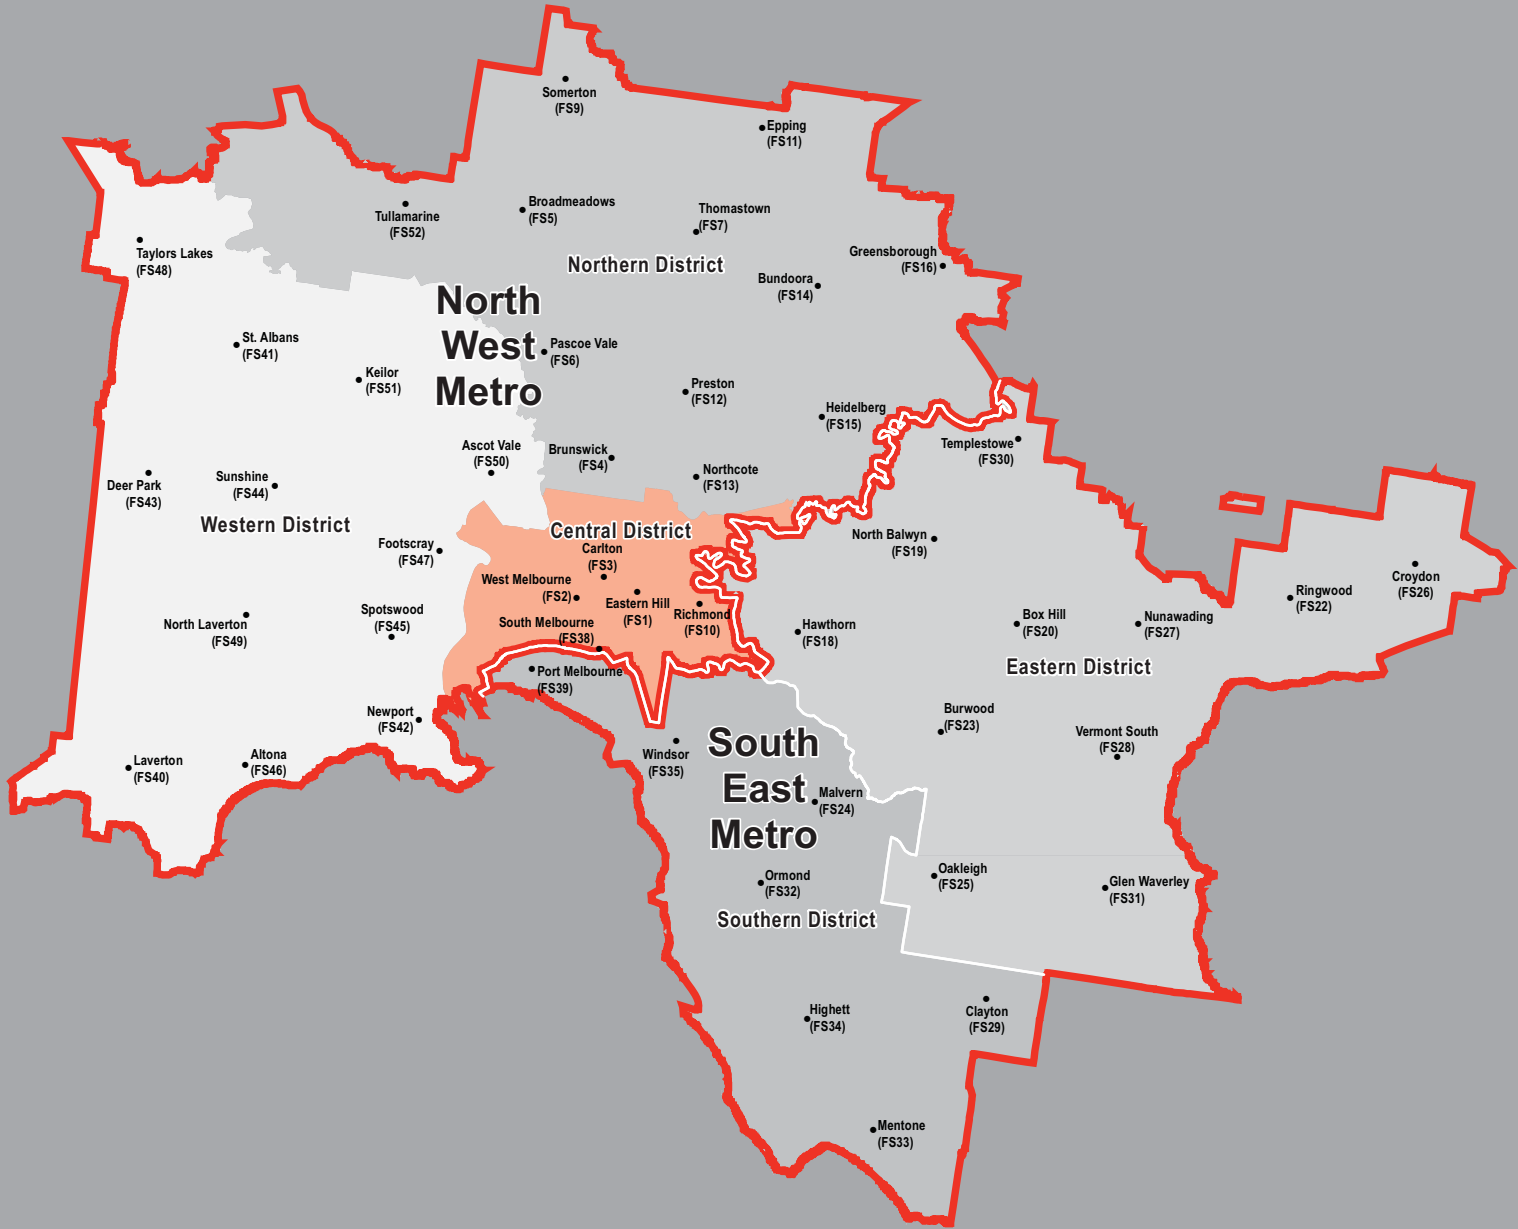 Somerton
(FS9)
Epping
(FS11)
Broadmeadows
(FS5)
Thomastown
(FS7)
Tullamarine
(FS52)
Greensborough
(FS16)
Taylors Lakes
(FS48)
Northern District
Bundoora
(FS14)
North
West
Metro
St. Albans
(FS41)
Pascoe Vale
(FS6)
Keilor
(FS51)
Preston
(FS12)
Heidelberg
(FS15)
Ascot Vale
(FS50)
Brunswick
(FS4)
Northcote
(FS13)
Templestowe
(FS30)
Deer Park
(FS43)
Sunshine
(FS44)
Western District
Central District
North Balwyn
(FS19)
Footscray
(FS47)
Carlton
(FS3)
West Melbourne
(FS2)
Eastern Hill
(FS1)
Richmond
(FS10)
Croydon
(FS26)
Ringwood
(FS22)
Spotswood
(FS45)
North Laverton
(FS49)
South Melbourne
(FS38)
Hawthorn
(FS18)
Box Hill
(FS20)
Nunawading
(FS27)
Eastern District
Port Melbourne
(FS39)
Newport
(FS42)
Burwood
(FS23)
Vermont South
(FS28)
Windsor
(FS35)
South
East
Metro
Laverton
(FS40)
Altona
(FS46)
Malvern
(FS24)
Ormond
(FS32)
Oakleigh
(FS25)
Glen Waverley
(FS31)
Southern District
Highett
(FS34)
Clayton
(FS29)
Mentone
(FS33)